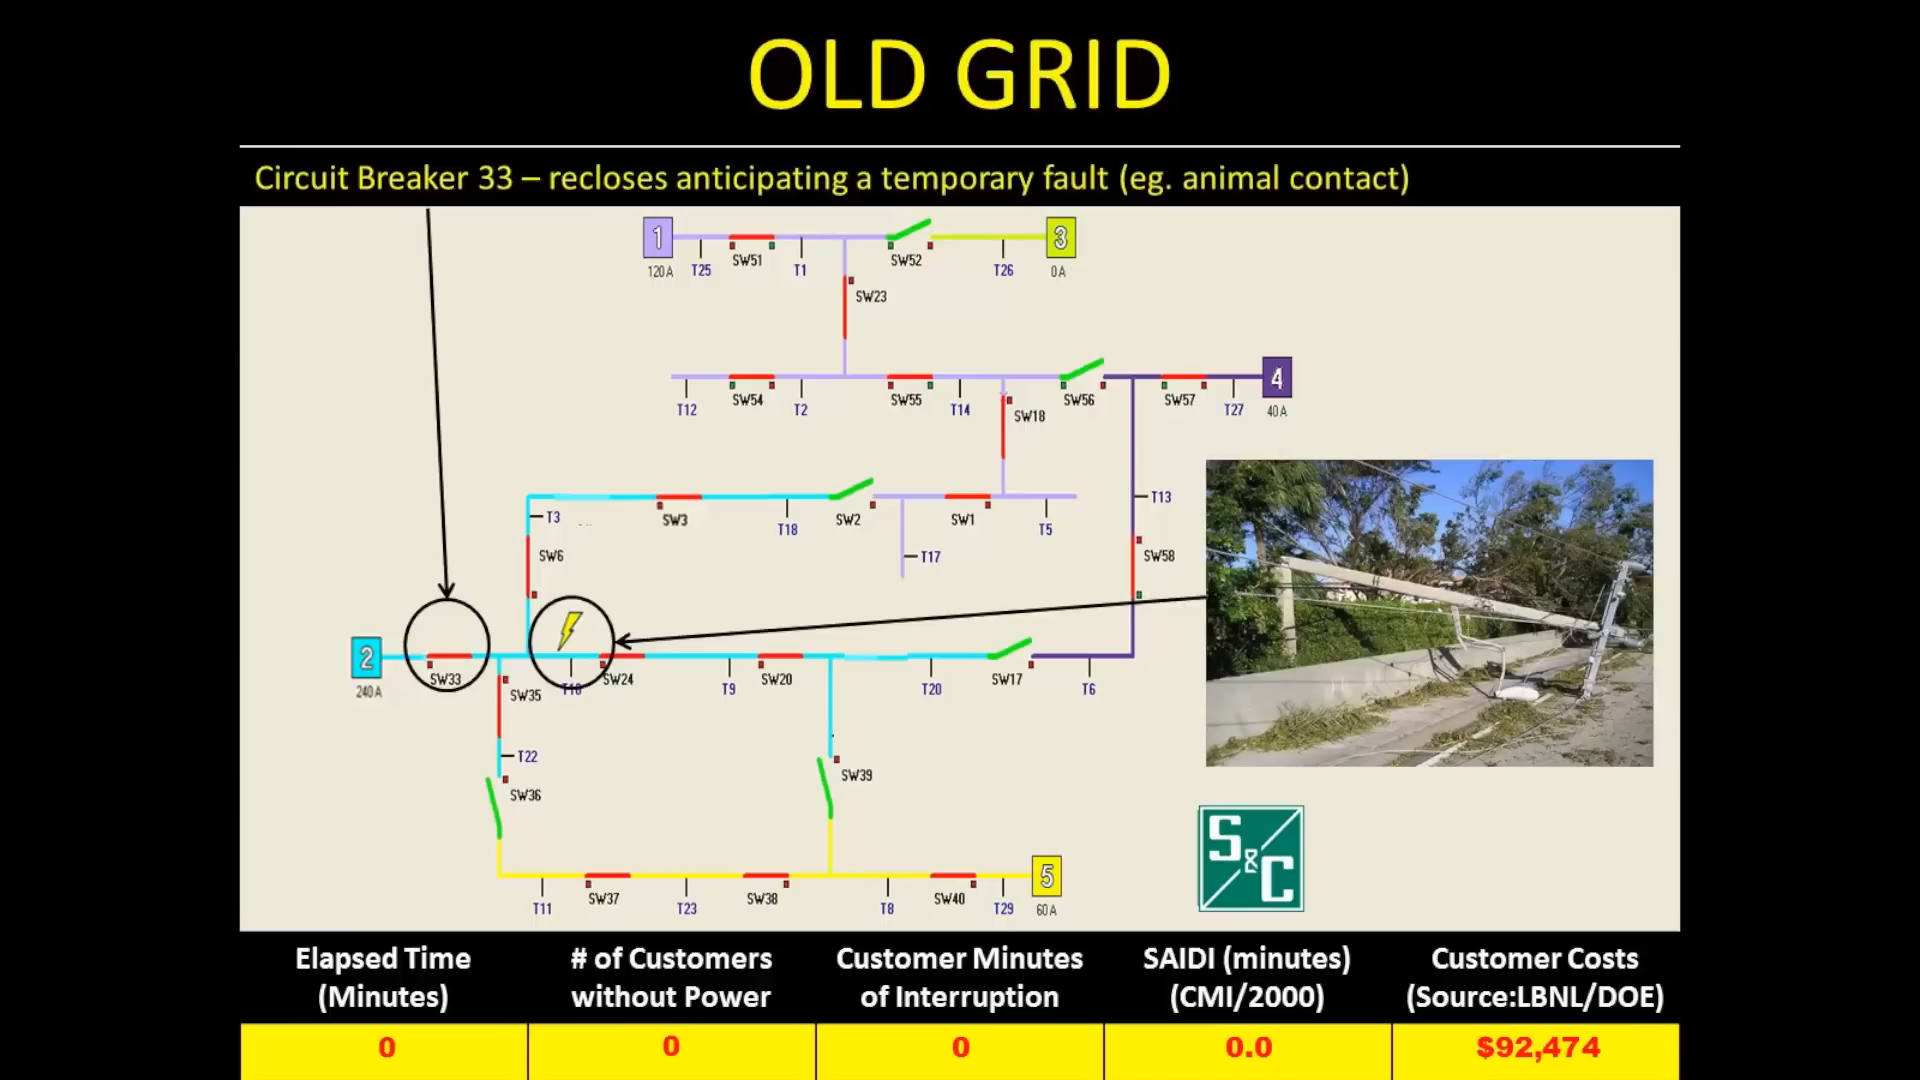 OLD GRID
Circuit Breaker 33 – recloses anticipating a temporary fault (eg. animal contact)
1
3
120A
T25
SW51
T1
SW52
T26
0A
SW23
4
T12
SW54
T2
SW55
T14
SW18
SW56
SW57
T27
40A
T3
SW3
T18
SW2
SW1
T5
T13
SW6
T17
SW58
2
240A
SW33
SW35
SW24
T9
SW20
T20
SW17
T6
T22
SW36
SW39
5
T11
SW37
T23
SW38
T8
SW40
T29
60A
S&C
Elapsed Time
(Minutes)
# of Customers
without Power
Customer Minutes
of Interruption
SAIDI (minutes)
(CMI/2000)
Customer Costs
(Source:LBNL/DOE)
0
0
0
0.0
$92,474